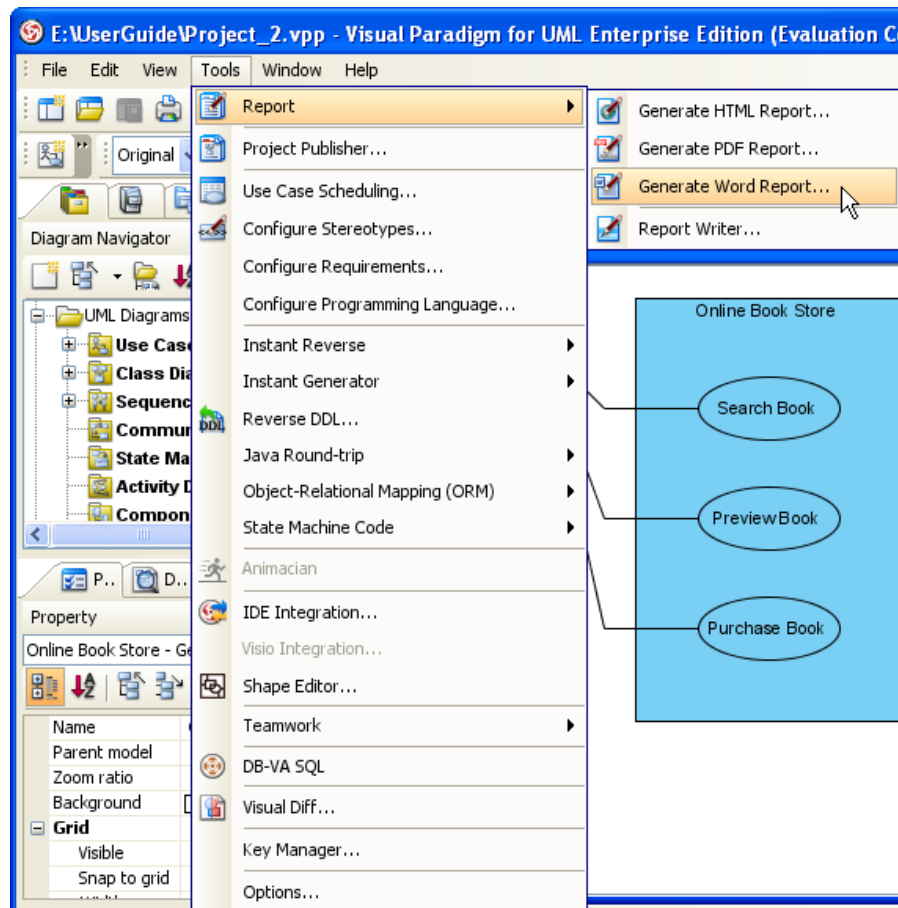 E:\UserGuide\Project_2.vpp - Visual Paradigm for UML Enterprise Edition (Evaluation C
File Edit View Tools Window Help
Report
Generate HTML Report...
Project Publisher...
Generate PDF Report...
Original
Use Case Scheduling...
Generate Word Report...
Configure Stereotypes...
Report Writer...
Diagram Navigator
Configure Requirements...
Configure Programming Language...
Online Book Store
UML Diagrams
Instant Reverse
Use Case
Class Dia
Instant Generator
Sequenc
Search Book
Reverse DDL...
Commun
Java Round-trip
State Ma
Activity D
Object-Relational Mapping (ORM)
Componen
State Machine Code
Preview Book
Animacian
P.. D..
IDE Integration...
Property
Purchase Book
Online Book Store - Ge
Visio Integration...
Shape Editor...
Name
Teamwork
Parent model
DB-VA SQL
Zoom ratio
Background
Visual Diff...
Grid
Visible
Key Manager...
Snap to grid
Options...